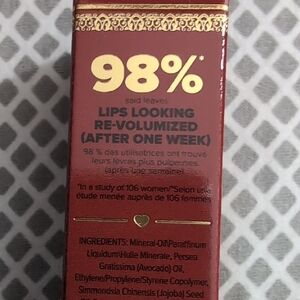 98%*
said leaves
LIPS LOOKING
RE-VOLUMIZED
(AFTER ONE WEEK)
98 % des utilisatrices ont trouvé
leurs lèvres plus pulpeuses
(après une semaine)
*In a study of 106 women/*Selon une
étude menée auprès de 106 femmes
INGREDIENTS: Mineral Oil\Paraffinum
Liquidum\Huile Minerale, Persea
Gratissima (Avocado) Oil,
Ethylene/Propylene/Styrene Copolymer,
Simmondsia Chinensis (Jojoba) Seed